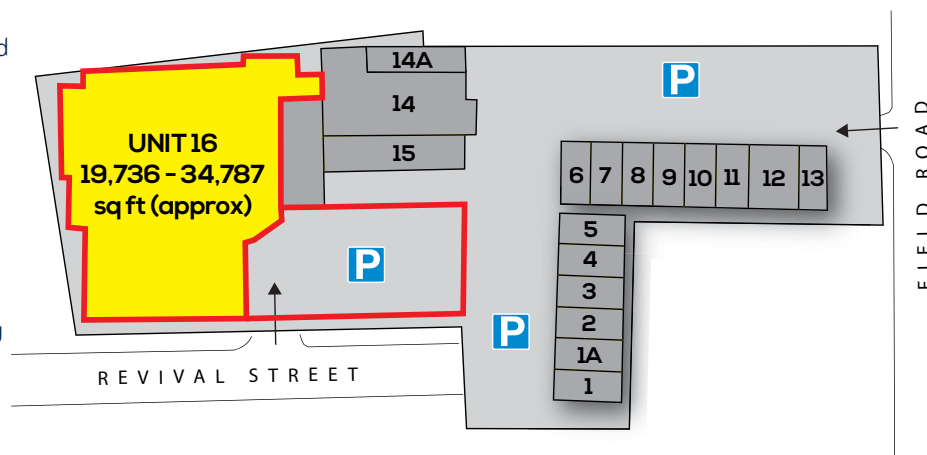 d
14A
14
15
UNIT 16
19,736 - 34,787
sq ft (approx)
P
P
P
6 7 8 9 10 11 12 13
5
4
3
2
1A
1
g
REVIVAL STREET
FIELD ROAD